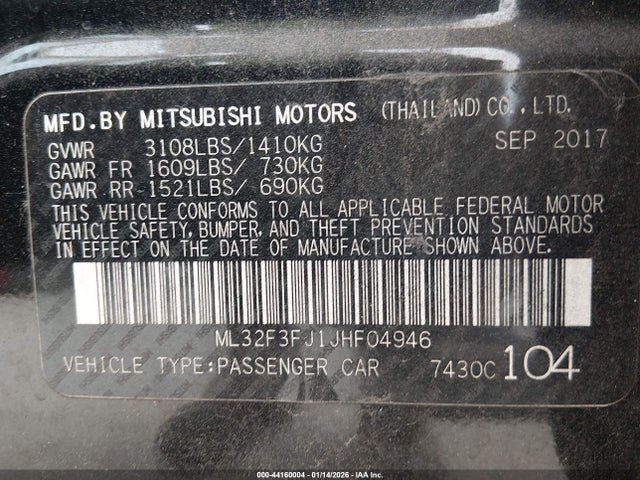 MFD.BY MITSUBISHI MOTORS (THAILAND) CO., LTD.
GVWR 3108LBS/1410KG SEP 2017
GAWR FR 1609LBS/ 730KG
GAWR RR 1521LBS/ 690KG
THIS VEHICLE CONFORMS TO ALL APPLICABLE FEDERAL MOTOR
VEHICLE SAFETY, BUMPER, AND THEFT PREVENTION STANDARDS
IN EFFECT ON THE DATE OF MANUFACTURE SHOWN ABOVE.
ML32F3FJ1JHF04946
VEHICLE TYPE:PASSENGER CAR 7430C 104
000-44160004 - 01/14/2026 - IAA Inc.